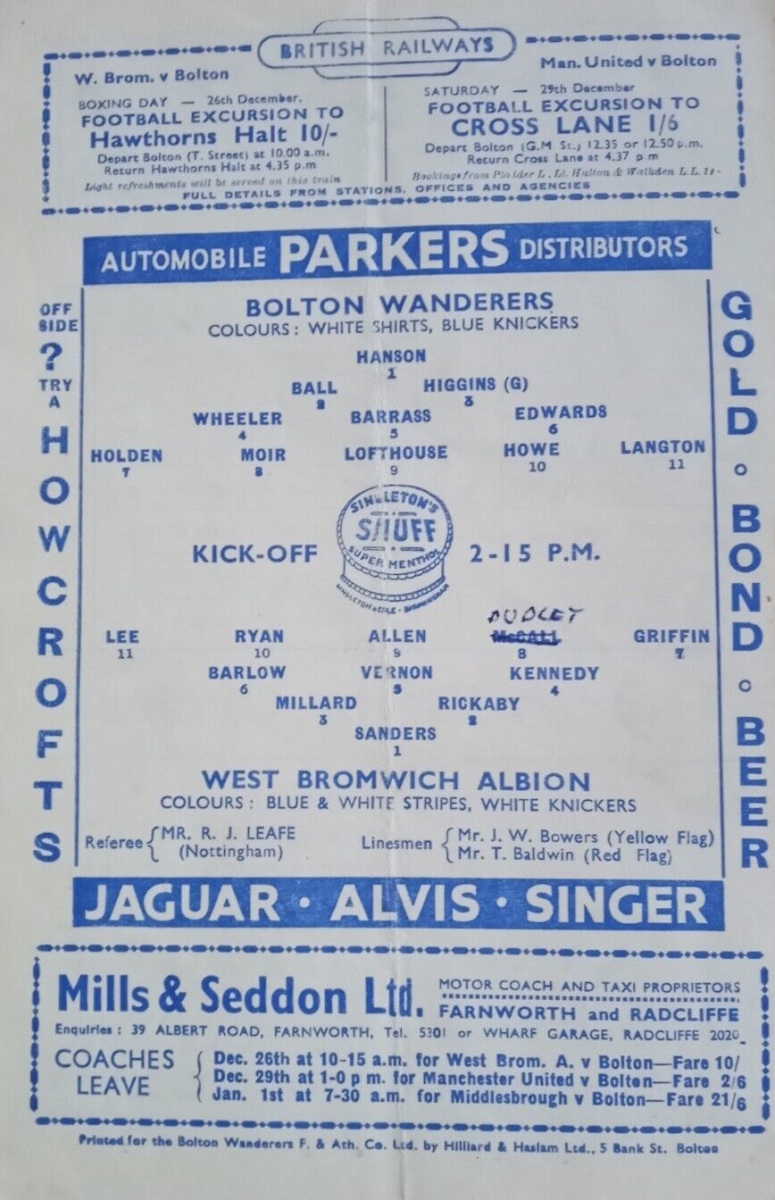 BRITISH RAILWAYS
W. Brom. v Bolton
BOXING DAY — 26th December.
FOOTBALL EXCURSION TO
Hawthorns Halt 10/-
Depart Bolton (T. Street) at 10.00 a.m.
Return Hawthorns Halt at 4.35 p.m
Light refreshments will be served on this train
Man. United v Bolton
SATURDAY — 29th December
FOOTBALL EXCURSION TO
CROSS LANE 1/6
Depart Bolton (G.M St.,) 12.35 or 12.50 p.m.
Return Cross Lane at 4.37 p m
Bookings from L. Hulton & Walkden L.L. 1s-
FULL DETAILS FROM STATIONS, OFFICES AND AGENCIES
AUTOMOBILE PARKERS DISTRIBUTORS
OFF
SIDE
?
TRY
A
HOWCROFTS
BOLTON WANDERERS
COLOURS: WHITE SHIRTS, BLUE KNICKERS
HANSON
1
BALL HIGGINS (G)
2 3
WHEELER BARRASS EDWARDS
4 5 6
HOLDEN MOIR LOFTHOUSE HOWE LANGTON
7 8 9 10 11
SINGLETON'S
SNUFF
SUPER MENTHOL
SINGLETON & COLE - BIRMINGHAM
KICK-OFF 2-15 P.M.
DUDLEY
LEE RYAN ALLEN McCALL GRIFFIN
11 10 9 8 7
BARLOW VERNON KENNEDY
6 5 4
MILLARD RICKABY
3 2
SANDERS
1
WEST BROMWICH ALBION
COLOURS: BLUE & WHITE STRIPES, WHITE KNICKERS
Referee { MR. R. J. LEAFE
(Nottingham)
Linesmen { Mr. J. W. Bowers (Yellow Flag)
Mr. T. Baldwin (Red Flag)
GOLD o BOND o BEER
JAGUAR · ALVIS · SINGER
Mills & Seddon Ltd. MOTOR COACH AND TAXI PROPRIETORS
FARNWORTH and RADCLIFFE
Enquiries : 39 ALBERT ROAD, FARNWORTH, Tel. 5301 or WHARF GARAGE, RADCLIFFE 2020
COACHES
LEAVE
Dec. 26th at 10-15 a.m. for West Brom. A. v Bolton—Fare 10/
Dec. 29th at 1-0 p m. for Manchester United v Bolton—Fare 2/6
Jan. 1st at 7-30 a.m. for Middlesbrough v Bolton—Fare 21/6
Printed for the Bolton Wanderers F. & Ath. Co. Ltd. by Hilliard & Haslam Ltd., 5 Bank St. Bolton